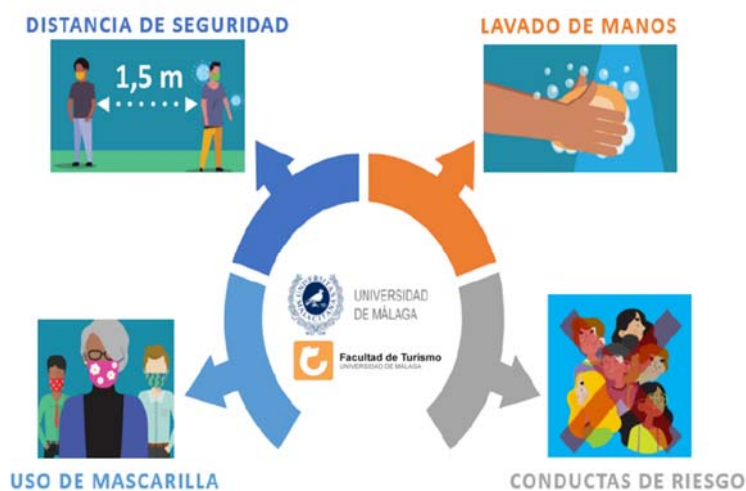 DISTANCIA DE SEGURIDAD
LAVADO DE MANOS
1,5 m
UNIVERSIDAD
DE MÁLAGA
Facultad de Turismo
UNIVERSIDAD DE MÁLAGA
USO DE MASCARILLA
CONDUCTAS DE RIESGO